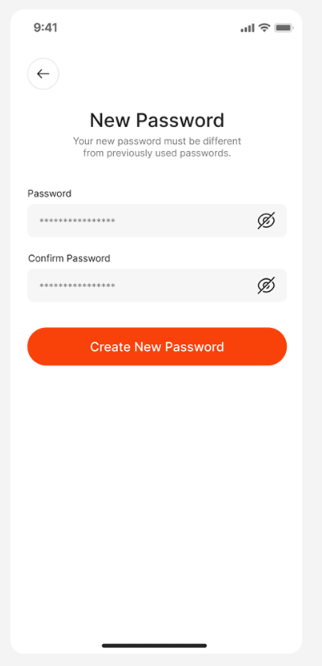 9:41
New Password
Your new password must be different
from previously used passwords.
Password
****************
Confirm Password
****************
Create New Password